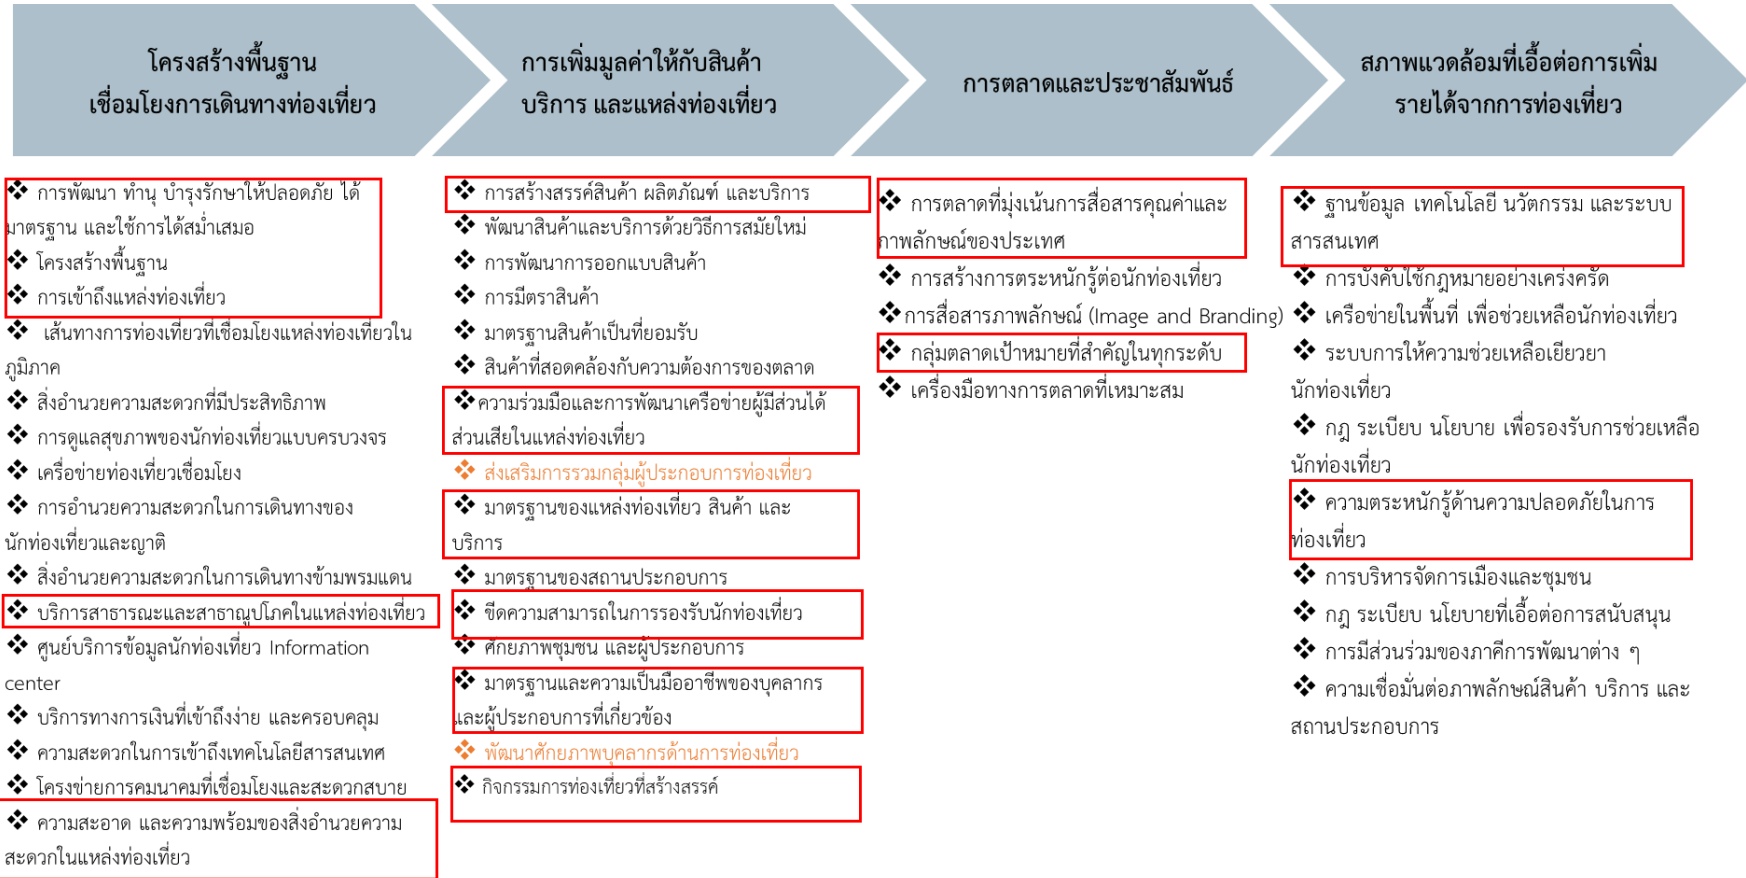 โครงสร้างพื้นฐาน
เชื่อมโยงการเดินทางท่องเที่ยว
การเพิ่มมูลค่าให้กับสินค้า
บริการ และแหล่งท่องเที่ยว
การตลาดและประชาสัมพันธ์
สภาพแวดล้อมที่เอื้อต่อการเพิ่ม
รายได้จากการท่องเที่ยว
❖ การพัฒนา ทำนุ บำรุงรักษาให้ปลอดภัย ได้
มาตรฐาน และใช้การได้สม่ำเสมอ
❖ โครงสร้างพื้นฐาน
❖ การเข้าถึงแหล่งท่องเที่ยว
❖ เส้นทางการท่องเที่ยวที่เชื่อมโยงแหล่งท่องเที่ยวใน
ภูมิภาค
❖ สิ่งอำนวยความสะดวกที่มีประสิทธิภาพ
❖ การดูแลสุขภาพของนักท่องเที่ยวแบบครบวงจร
❖ เครือข่ายท่องเที่ยวเชื่อมโยง
❖ การอำนวยความสะดวกในการเดินทางของ
นักท่องเที่ยวและญาติ
❖ สิ่งอำนวยความสะดวกในการเดินทางข้ามพรมแดน
❖ บริการสาธารณะและสาธาณูปโภคในแหล่งท่องเที่ยว
❖ ศูนย์บริการข้อมูลนักท่องเที่ยว Information
center
❖ บริการทางการเงินที่เข้าถึงง่าย และครอบคลุม
❖ ความสะดวกในการเข้าถึงเทคโนโลยีสารสนเทศ
❖ โครงข่ายการคมนาคมที่เชื่อมโยงและสะดวกสบาย
❖ ความสะอาด และความพร้อมของสิ่งอำนวยความ
สะดวกในแหล่งท่องเที่ยว
❖ การสร้างสรรค์สินค้า ผลิตภัณฑ์ และบริการ
❖ พัฒนาสินค้าและบริการด้วยวิธีการสมัยใหม่
❖ การพัฒนาการออกแบบสินค้า
❖ การมีตราสินค้า
❖ มาตรฐานสินค้าเป็นที่ยอมรับ
❖ สินค้าที่สอดคล้องกับความต้องการของตลาด
❖ความร่วมมือและการพัฒนาเครือข่ายผู้มีส่วนได้
ส่วนเสียในแหล่งท่องเที่ยว
❖ ส่งเสริมการรวมกลุ่มผู้ประกอบการท่องเที่ยว
❖ มาตรฐานของแหล่งท่องเที่ยว สินค้า และ
บริการ
❖ มาตรฐานของสถานประกอบการ
❖ ขีดความสามารถในการรองรับนักท่องเที่ยว
❖ ศักยภาพชุมชน และผู้ประกอบการ
❖ มาตรฐานและความเป็นมืออาชีพของบุคลากร
และผู้ประกอบการที่เกี่ยวข้อง
❖ พัฒนาศักยภาพบุคลากรด้านการท่องเที่ยว
❖ กิจกรรมการท่องเที่ยวที่สร้างสรรค์
❖ การตลาดที่มุ่งเน้นการสื่อสารคุณค่าและ
ภาพลักษณ์ของประเทศ
❖ การสร้างการตระหนักรู้ต่อนักท่องเที่ยว
❖การสื่อสารภาพลักษณ์ (Image and Branding)
❖ กลุ่มตลาดเป้าหมายที่สำคัญในทุกระดับ
❖ เครื่องมือทางการตลาดที่เหมาะสม
❖ ฐานข้อมูล เทคโนโลยี นวัตกรรม และระบบ
สารสนเทศ
❖ การบังคับใช้กฎหมายอย่างเคร่งครัด
❖ เครือข่ายในพื้นที่ เพื่อช่วยเหลือนักท่องเที่ยว
❖ ระบบการให้ความช่วยเหลือเยียวยา
นักท่องเที่ยว
❖ กฎ ระเบียบ นโยบาย เพื่อรองรับการช่วยเหลือ
นักท่องเที่ยว
❖ ความตระหนักรู้ด้านความปลอดภัยในการ
ท่องเที่ยว
❖ การบริหารจัดการเมืองและชุมชน
❖ กฎ ระเบียบ นโยบายที่เอื้อต่อการสนับสนุน
❖ การมีส่วนร่วมของภาคีการพัฒนาต่าง ๆ
❖ ความเชื่อมั่นต่อภาพลักษณ์สินค้า บริการ และ
สถานประกอบการ